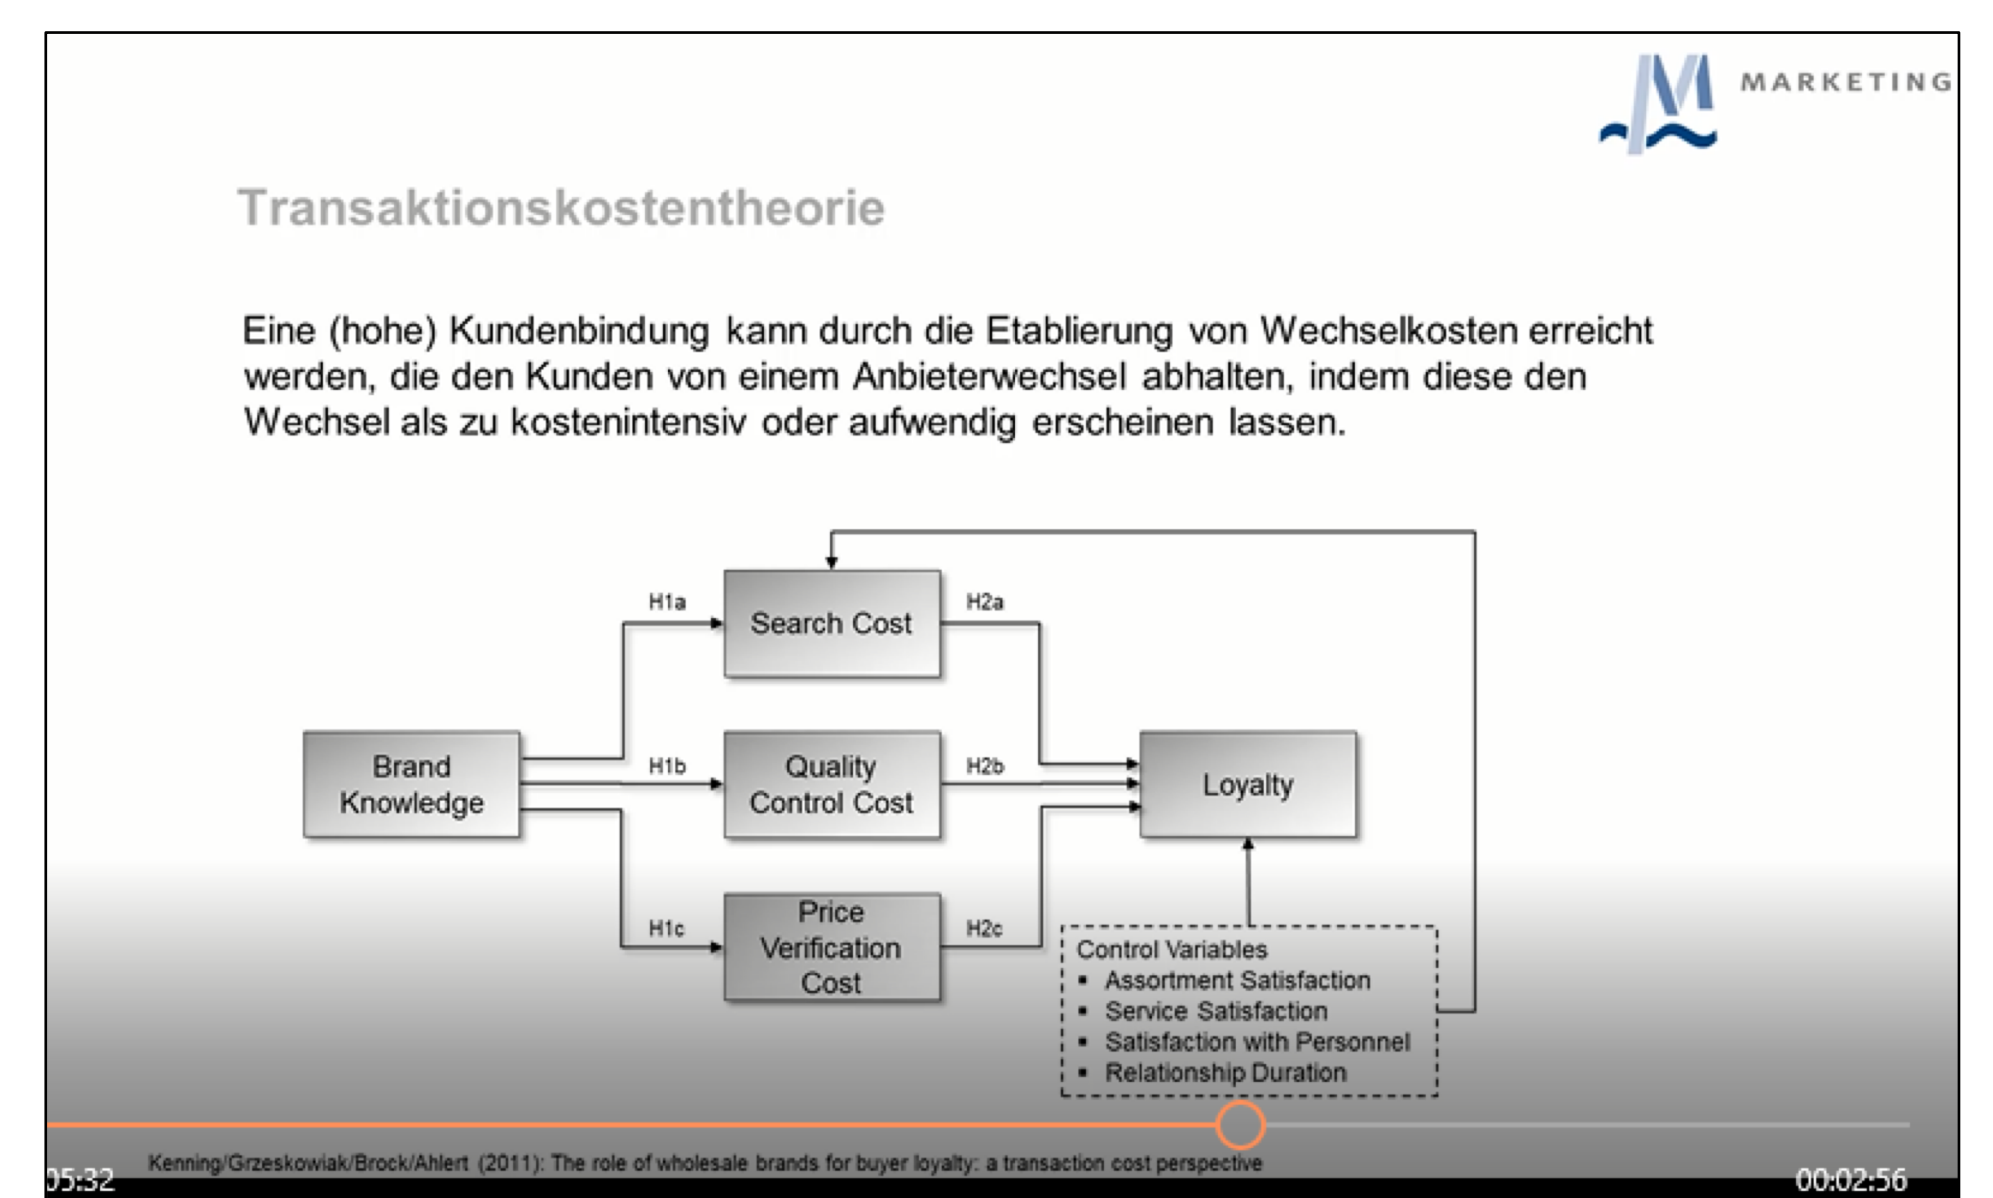 MARKETING
Transaktionskostentheorie
Eine (hohe) Kundenbindung kann durch die Etablierung von Wechselkosten erreicht
werden, die den Kunden von einem Anbieterwechsel abhalten, indem diese den
Wechsel als zu kostenintensiv oder aufwendig erscheinen lassen.
H1a
Search Cost
H2a
Brand
Knowledge
H1b
Quality
Control Cost
H2b
Loyalty
H1c
Price
Verification
Cost
H2c
Control Variables
▪ Assortment Satisfaction
▪ Service Satisfaction
▪ Satisfaction with Personnel
▪ Relationship Duration
Kenning/Grzeskowiak/Brock/Ahlert (2011): The role of wholesale brands for buyer loyalty: a transaction cost perspective
05:32
00:02:56